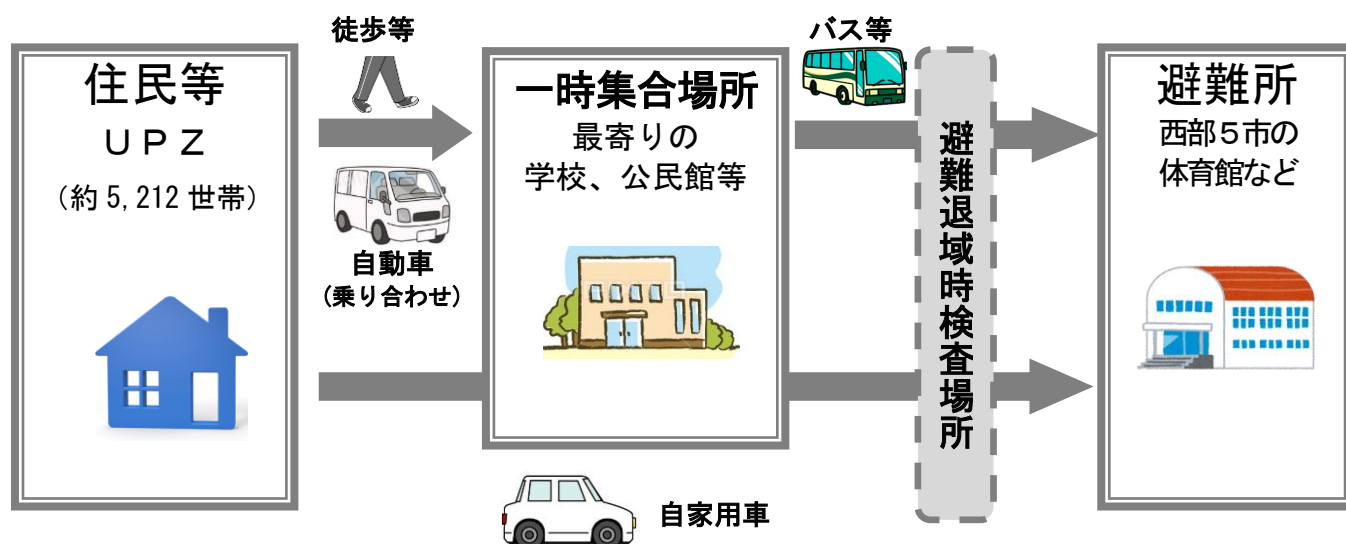 住民等
ＵＰＺ
（約 5,212 世帯）
徒歩等
自動車
(乗り合わせ)
一時集合場所
最寄りの
学校、公民館等
バス等
避難退域時検査場所
避難所
西部５市の
体育館など
自家用車